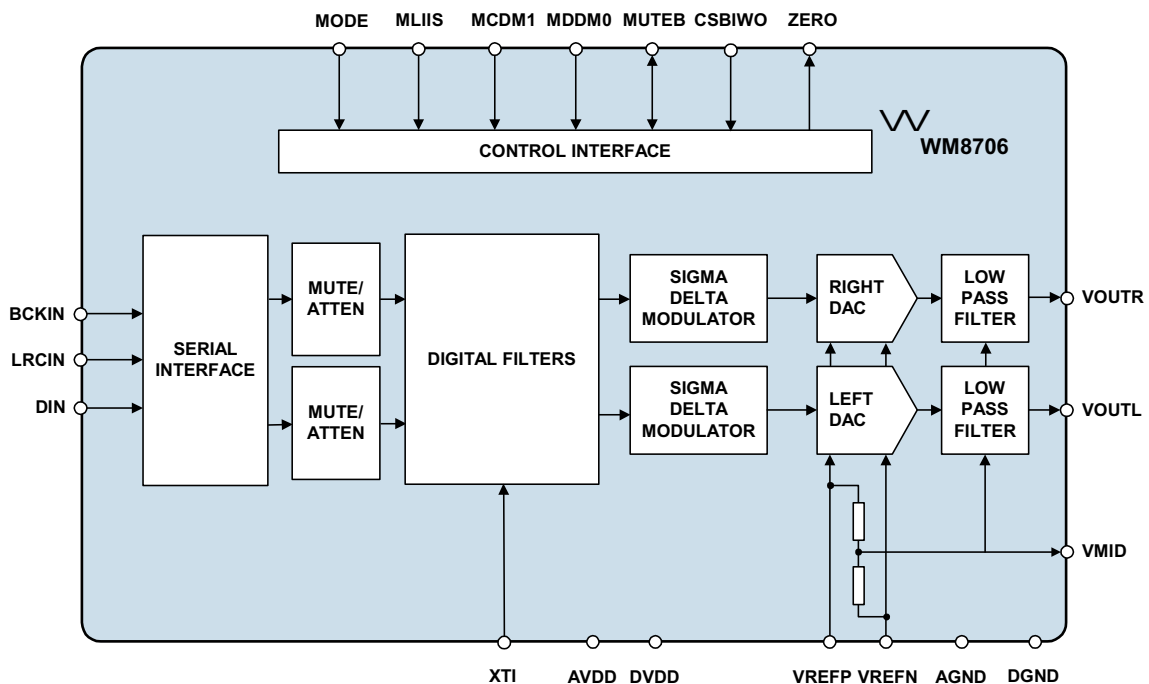 MODE MLIIS MCDM1 MDDM0 MUTEB CSBIWO ZERO
WM8706
CONTROL INTERFACE
BCKIN
LRCIN
DIN
SERIAL
INTERFACE
MUTE/
ATTEN
MUTE/
ATTEN
DIGITAL FILTERS
SIGMA
DELTA
MODULATOR
SIGMA
DELTA
MODULATOR
RIGHT
DAC
LEFT
DAC
LOW
PASS
FILTER
LOW
PASS
FILTER
VOUTR
VOUTL
VMID
XTI AVDD DVDD VREFP VREFN AGND DGND